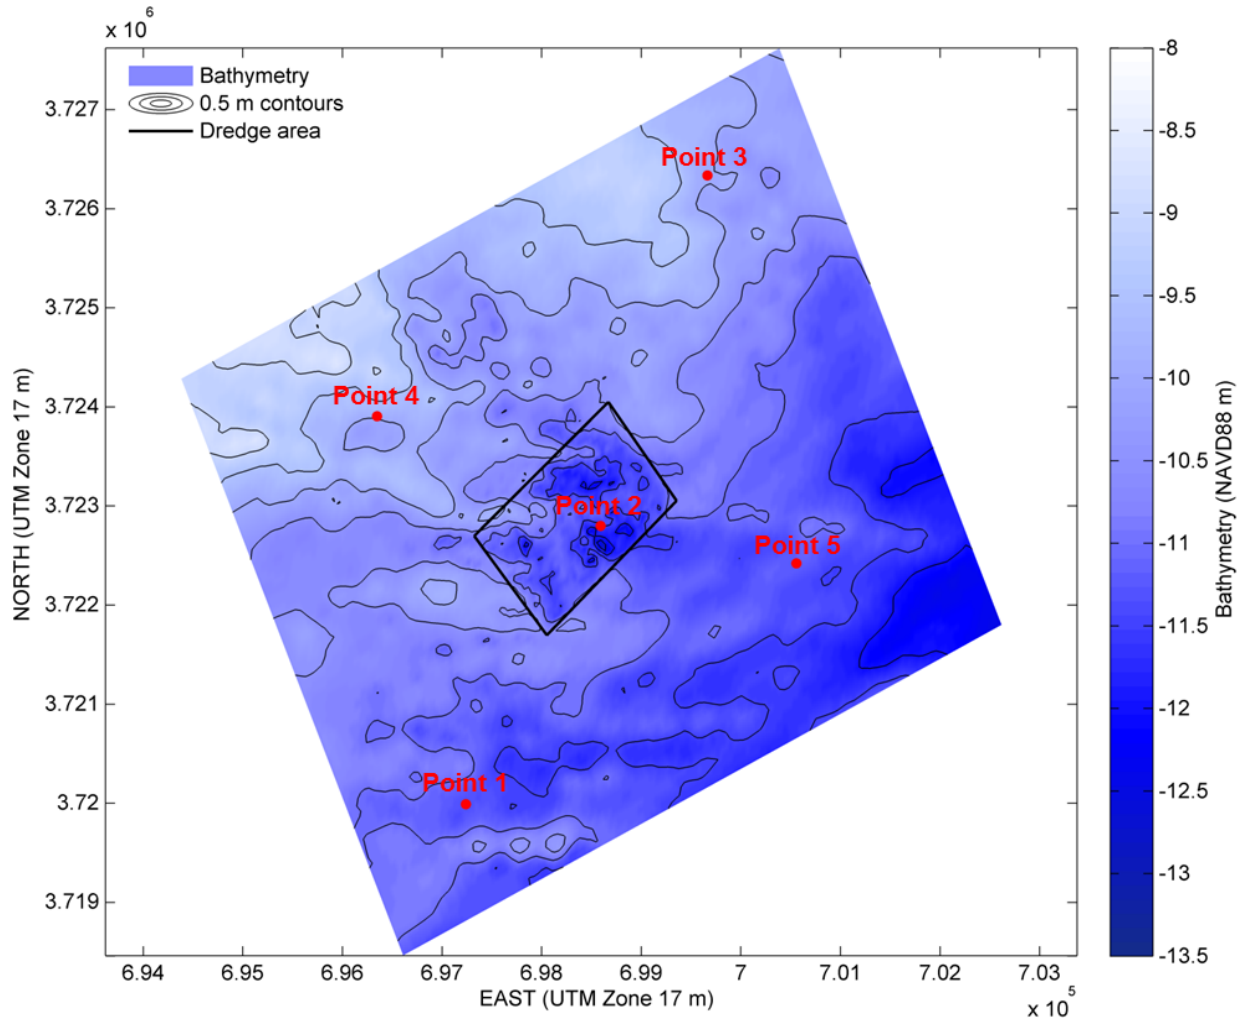 x 10^6
Bathymetry
0.5 m contours
Dredge area
3.727
3.726
3.725
3.724
3.723
3.722
3.721
3.72
3.719
NORTH (UTM Zone 17 m)
Point 3
Point 4
Point 2
Point 5
Point 1
6.94 6.95 6.96 6.97 6.98 6.99 7 7.01 7.02 7.03
EAST (UTM Zone 17 m)
x 10^5
-8
-8.5
-9
-9.5
-10
-10.5
-11
-11.5
-12
-12.5
-13
-13.5
Bathymetry (NAVD88 m)